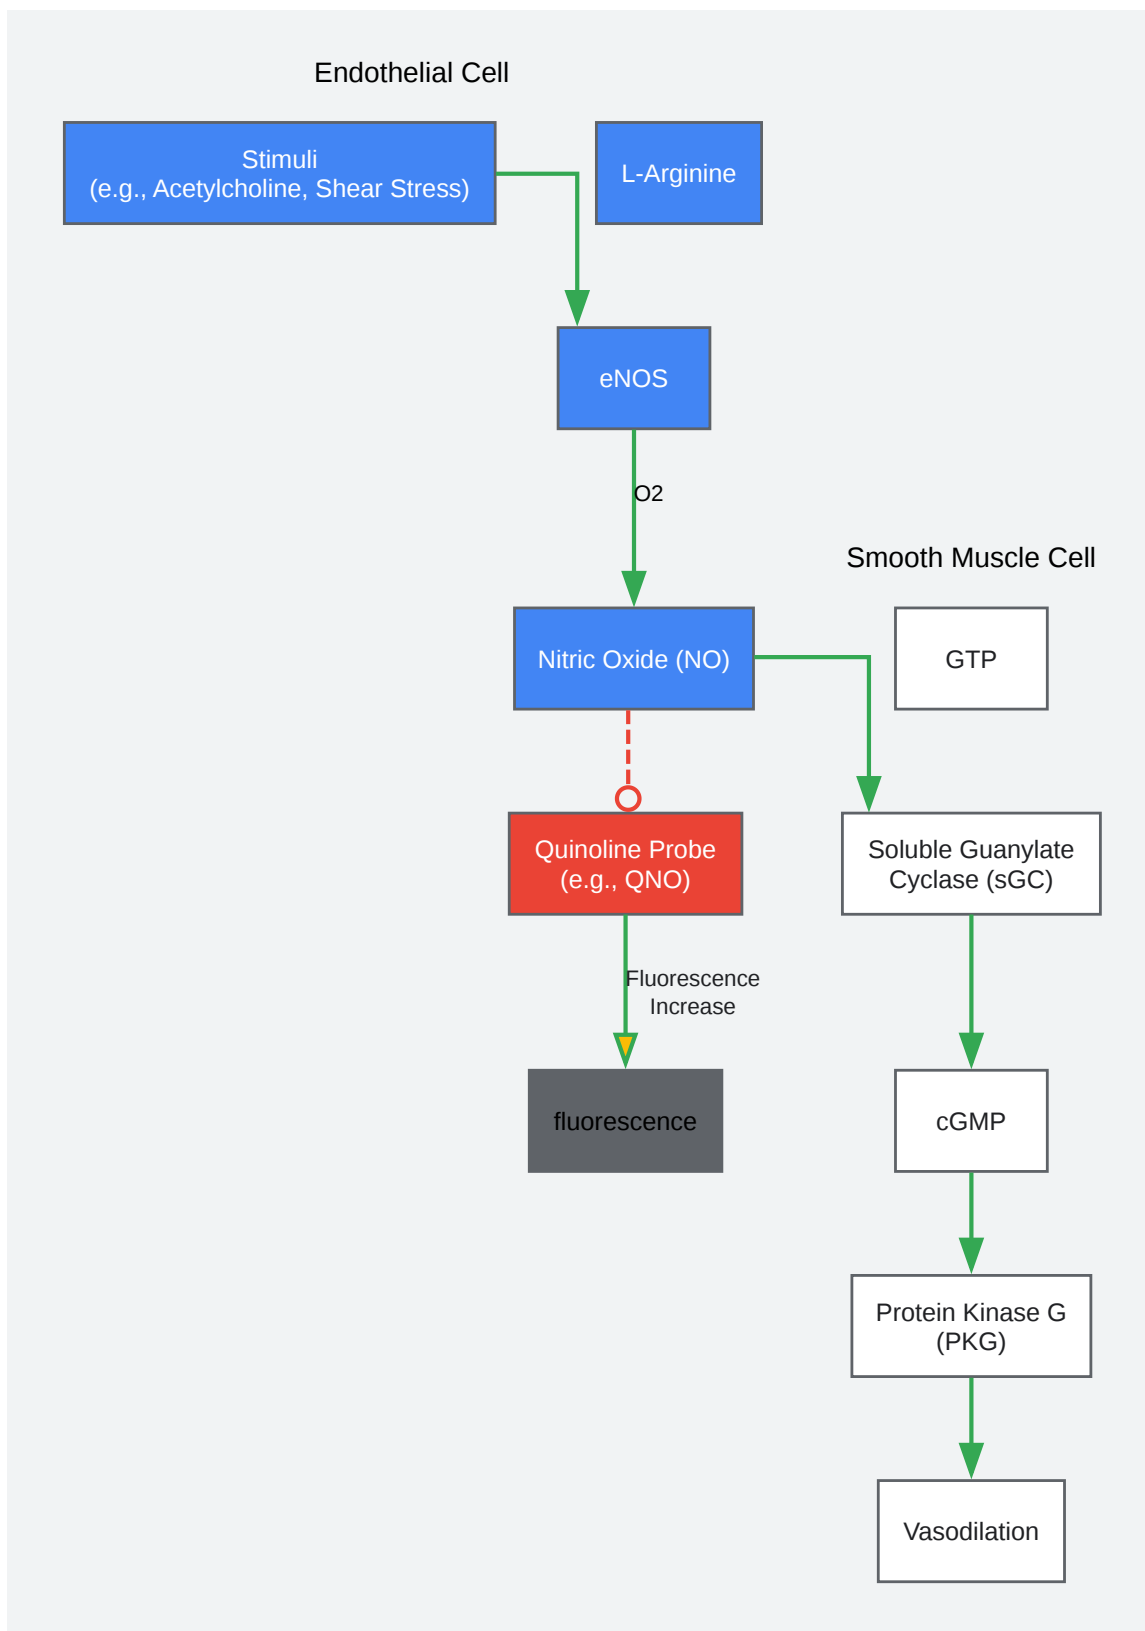 Endothelial Cell
Stimuli
(e.g., Acetylcholine, Shear Stress)
L-Arginine
eNOS
O2
Smooth Muscle Cell
Nitric Oxide (NO)
GTP
Quinoline Probe
(e.g., QNO)
Soluble Guanylate
Cyclase (sGC)
Fluorescence
Increase
fluorescence
cGMP
Protein Kinase G
(PKG)
Vasodilation